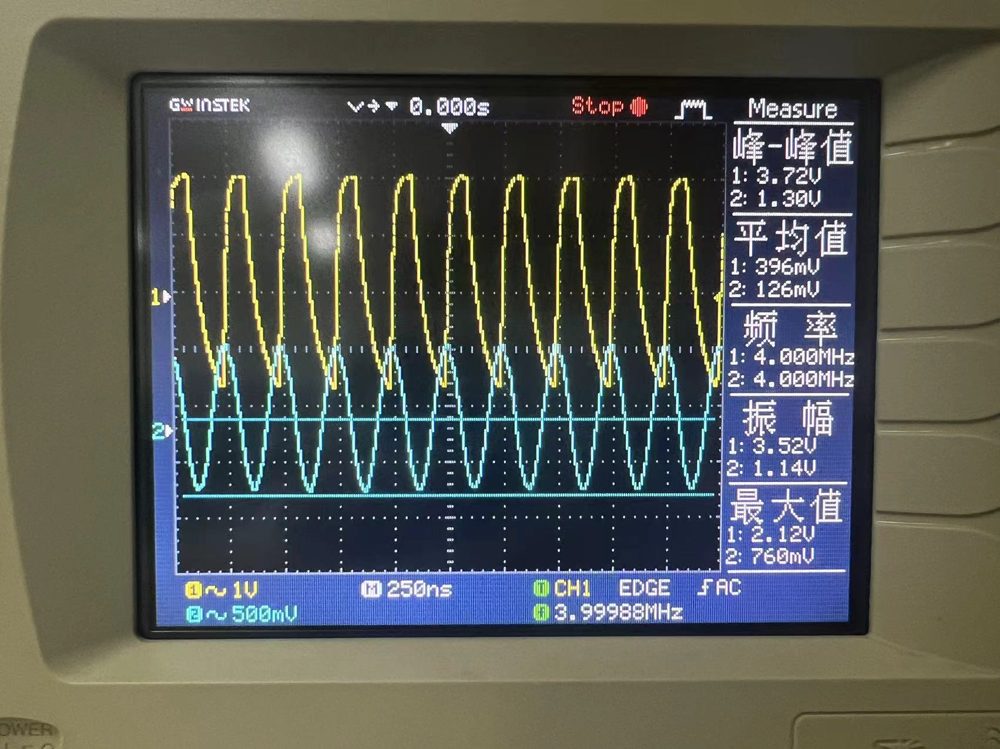 GW INSTEK 0.000s Stop Measure
峰-峰值
1: 3.72V
2: 1.30V
平均值
1: 396mV
2: 126mV
频 率
1: 4.000MHz
2: 4.000MHz
振 幅
1: 3.52V
2: 1.14V
最大值
1: 2.12V
2: 760mV
1
2
1 1V M 250ns T CH1 EDGE AC
2 500mV 3.99988MHz